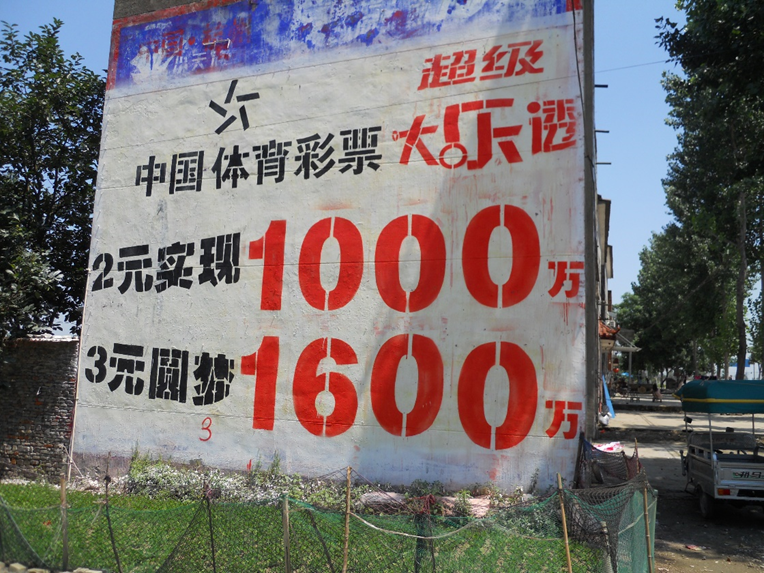 超级
中国体育彩票 大乐透
2元实现1000万
3元圆梦1600万
3